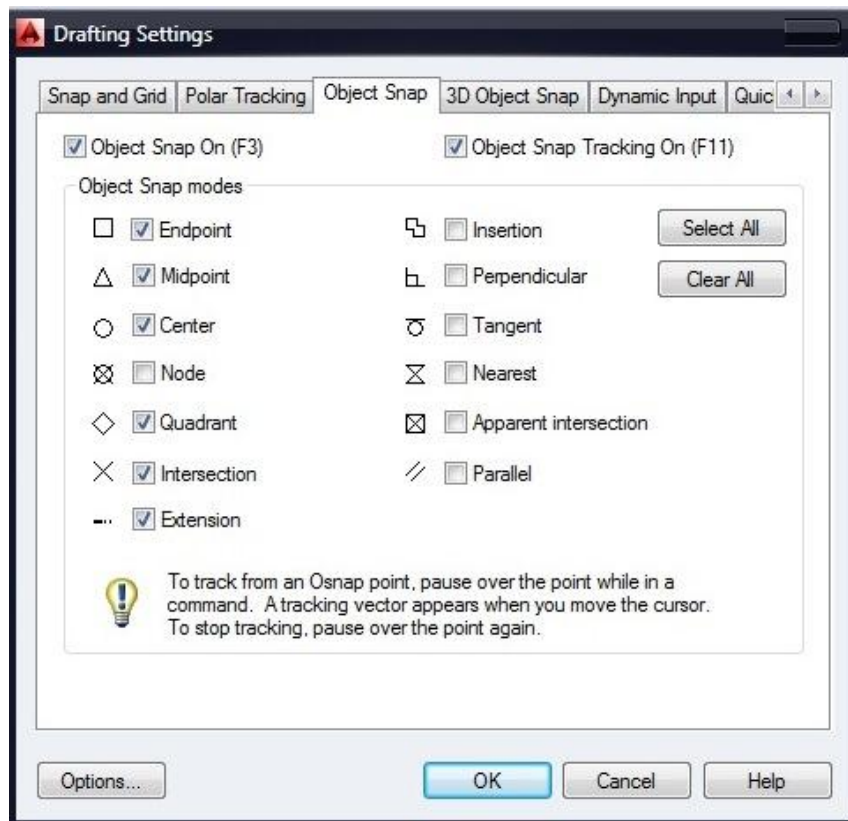 Drafting Settings
Snap and Grid Polar Tracking Object Snap 3D Object Snap Dynamic Input Quic
Object Snap On (F3) Object Snap Tracking On (F11)
Object Snap modes
Endpoint Insertion Select All
Midpoint Perpendicular Clear All
Center Tangent
Node Nearest
Quadrant Apparent intersection
Intersection Parallel
Extension
To track from an Osnap point, pause over the point while in a
command. A tracking vector appears when you move the cursor.
To stop tracking, pause over the point again.
Options... OK Cancel Help